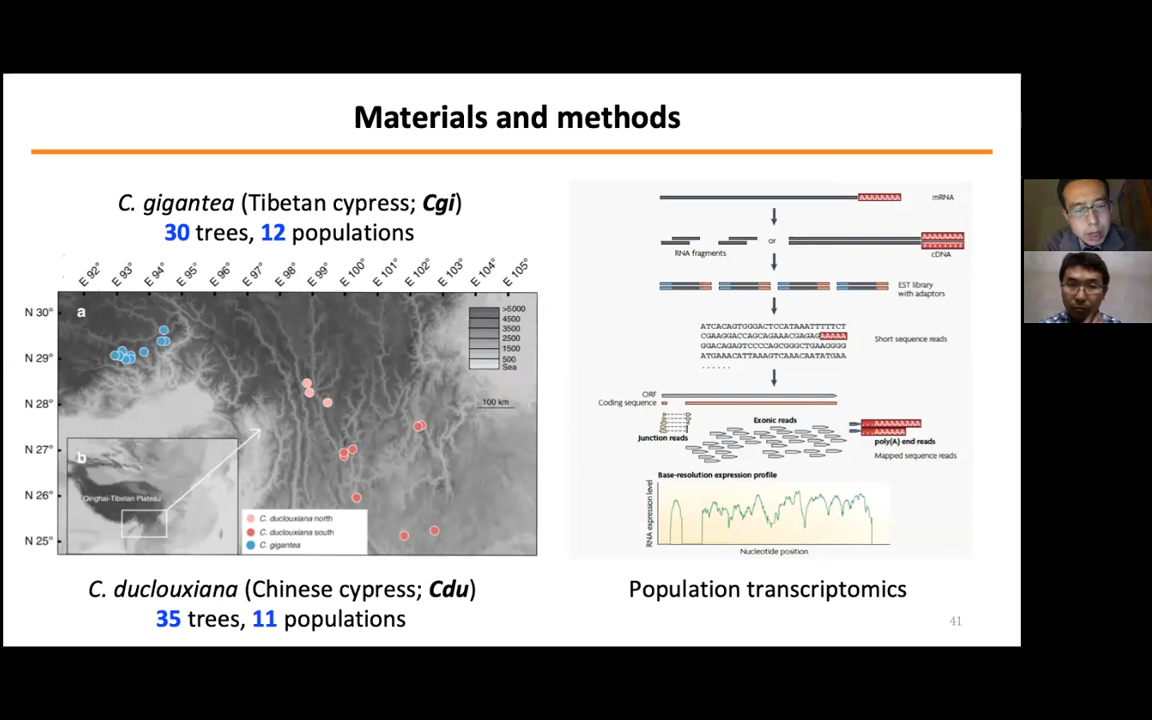 Materials and methods
C. gigantea (Tibetan cypress; Cgi)
30 trees, 12 populations
E 92° E 93° E 94° E 95° E 96° E 97° E 98° E 99° E 100° E 101° E 102° E 103° E 104° E 105°
N 30°
N 29°
N 28°
N 27°
N 26°
N 25°
a
>5000
4500
3500
2500
1500
500
Sea
100 km
b
Qinghai-Tibetan Plateau
C. duclouxiana north
C. duclouxiana south
C. gigantea
C. duclouxiana (Chinese cypress; Cdu)
35 trees, 11 populations
AAAAAAAA
mRNA
RNA fragments
or
AAAAAAAA
cDNA
EST library
with adaptors
ATCACAGTGGGACTCCATAAATTTTTCT
CGAAGGACCAGCAGAAACGAGAGAAAAA
GGACAGAGTCCCCAGCGGGCTGAAGGGG
ATGAAACATTAAAGTCAAACAATATGAA
......
Short sequence reads
ORF
Coding sequence
Junction reads
Exonic reads
poly(A) end reads
Mapped sequence reads
Base-resolution expression profile
RNA expression level
Nucleotide position
Population transcriptomics
41